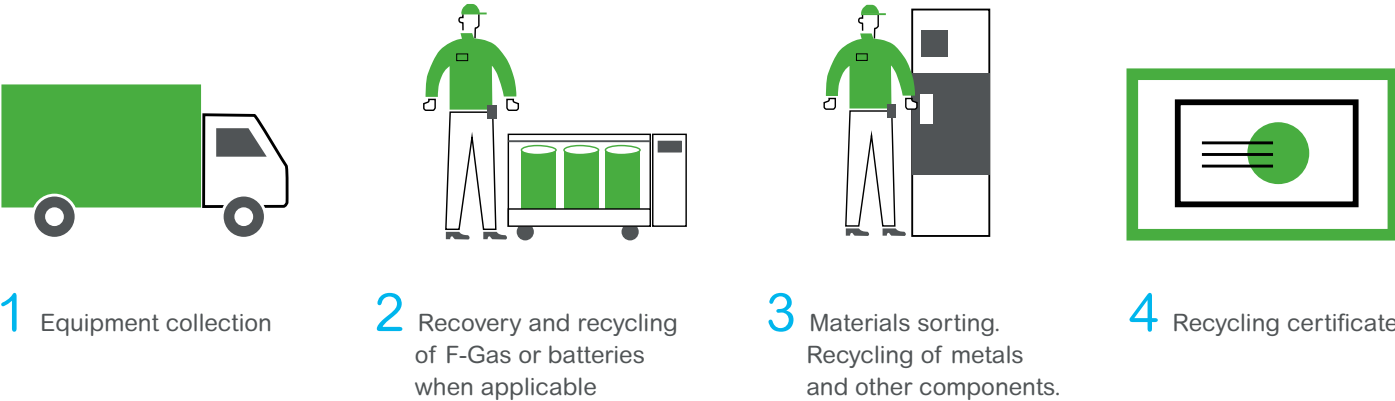 1 Equipment collection
2 Recovery and recycling
of F-Gas or batteries
when applicable
3 Materials sorting.
Recycling of metals
and other components.
4 Recycling certificate